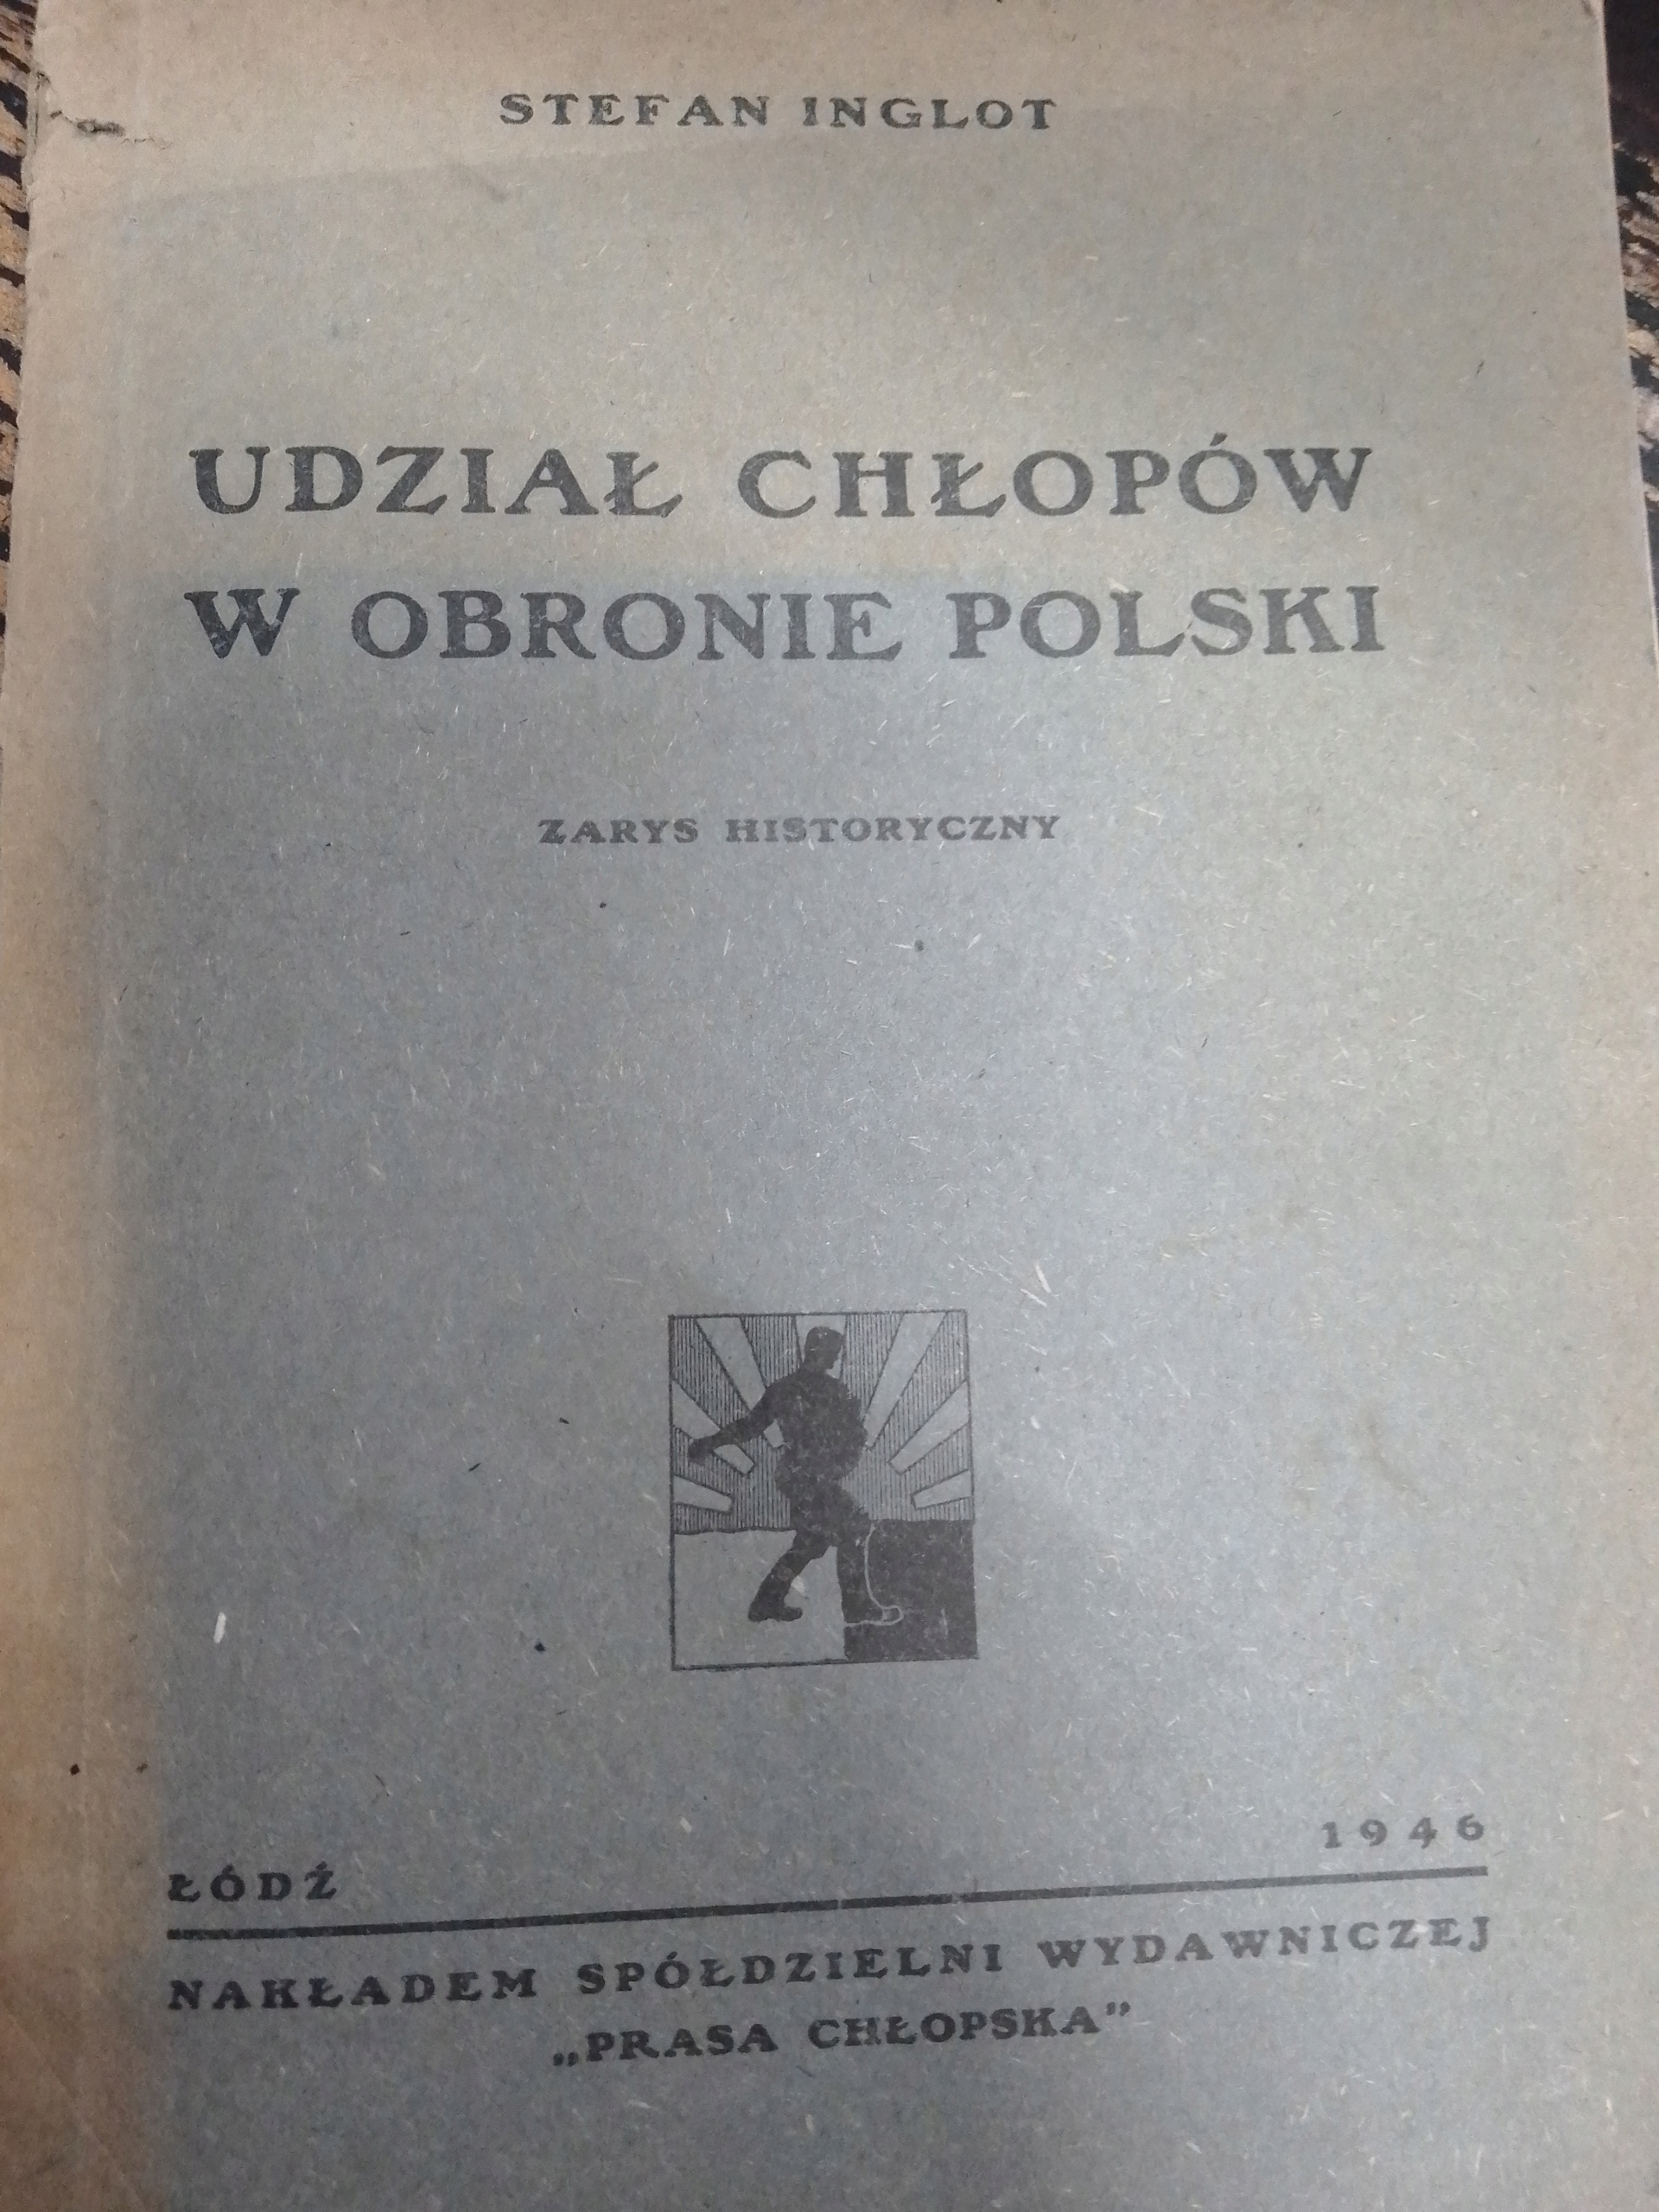 STEFAN INGLOT
UDZIAŁ CHŁOPÓW
W OBRONIE POLSKI
ZARYS HISTORYCZNY
ŁÓDŹ 1946
NAKŁADEM SPÓŁDZIELNI WYDAWNICZEJ
„PRASA CHŁOPSKA”